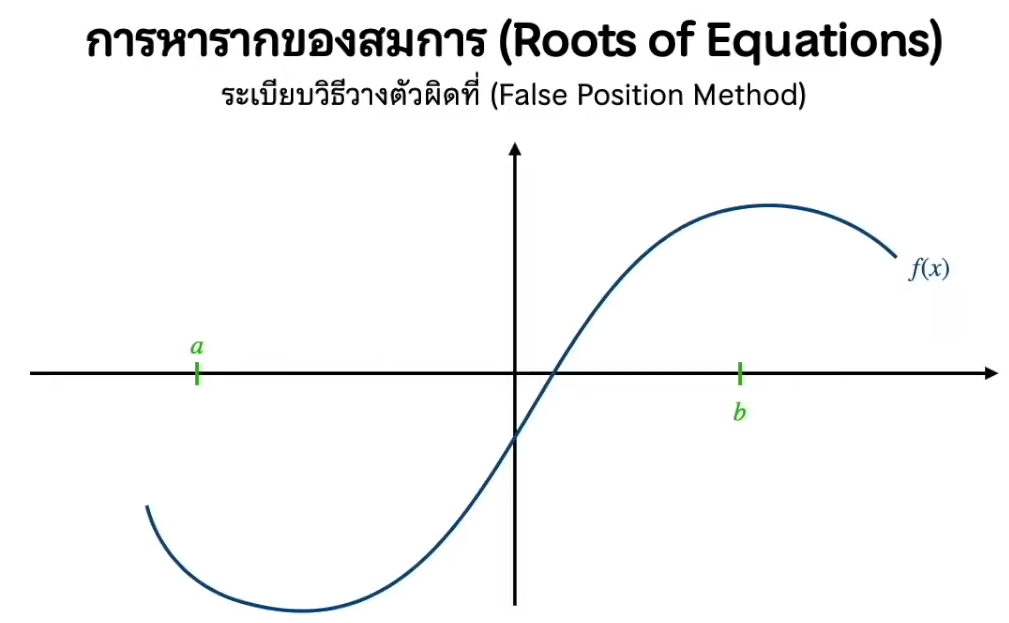 การหารากของสมการ (Roots of Equations)
ระเบียบวิธีวางตัวผิดที่ (False Position Method)
f(x)
a
b